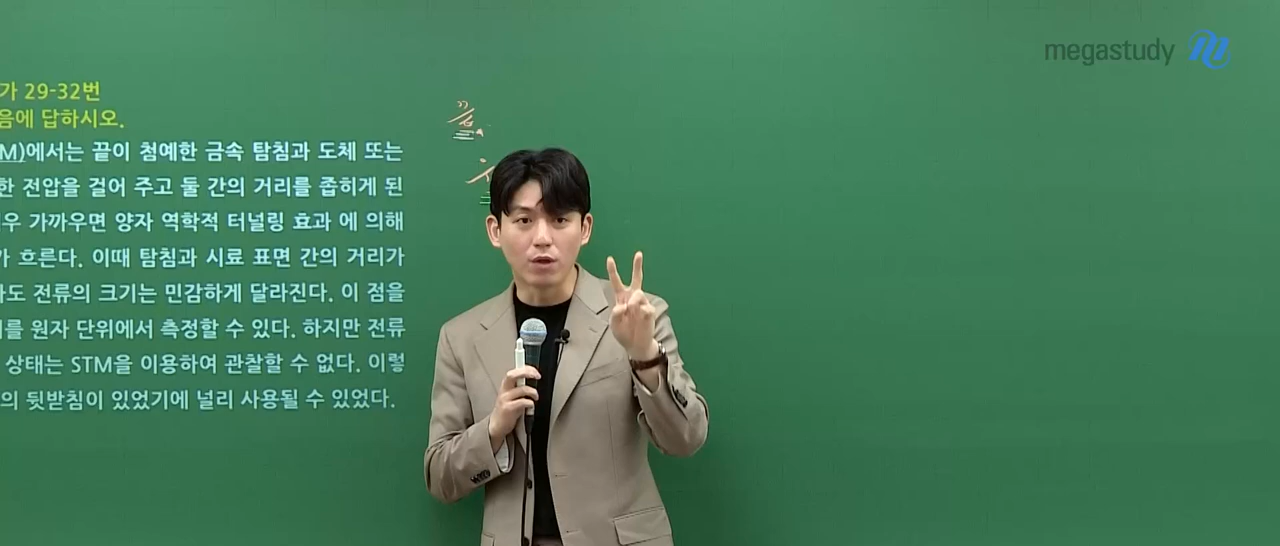 megastudy
가 29-32번
음에 답하시오.
M)에서는 끝이 첨예한 금속 탐침과 도체 또는
한 전압을 걸어 주고 둘 간의 거리를 좁히게 된
우 가까우면 양자 역학적 터널링 효과 에 의해
가 흐른다. 이때 탐침과 시료 표면 간의 거리가
라도 전류의 크기는 민감하게 달라진다. 이 점을
를 원자 단위에서 측정할 수 있다. 하지만 전류
상태는 STM을 이용하여 관찰할 수 없다. 이렇
의 뒷받침이 있었기에 널리 사용될 수 있었다.